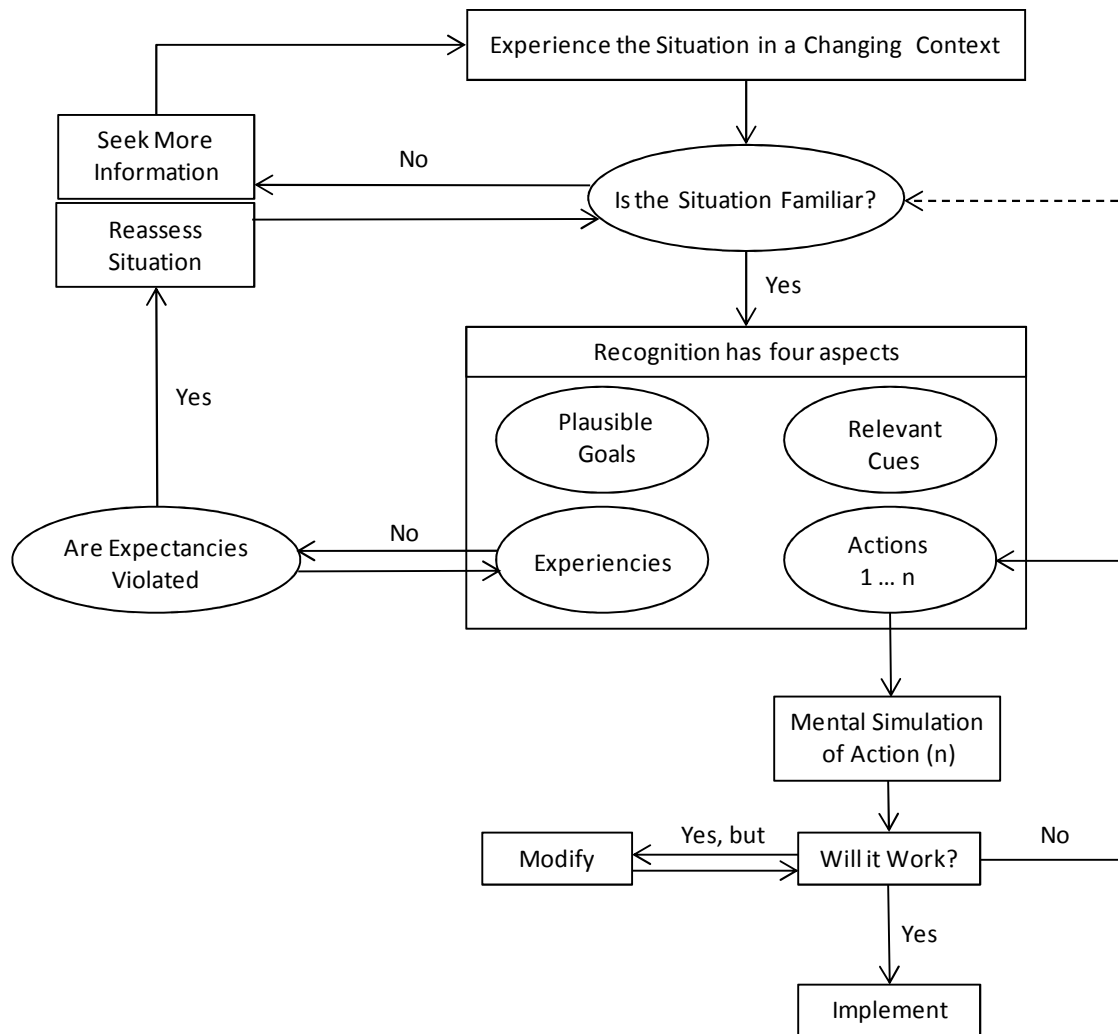 Experience the Situation in a Changing Context
Seek More
Information
No
Is the Situation Familiar?
Reassess
Situation
Yes
Recognition has four aspects
Yes
Plausible
Goals
Relevant
Cues
Are Expectancies
Violated
No
Experiencies
Actions
1 ... n
Mental Simulation
of Action (n)
Modify
Yes, but
Will it Work?
No
Yes
Implement